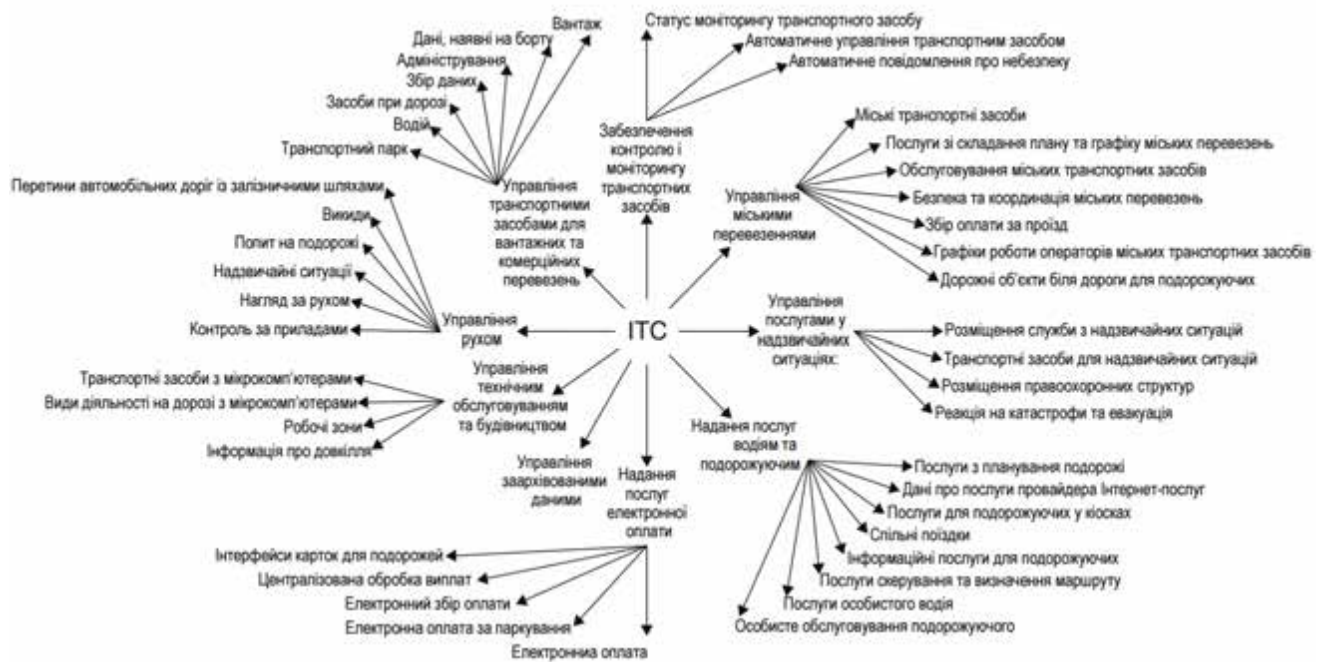 Статус моніторингу транспортного засобу
Автоматичне управління транспортним засобом
Автоматичне повідомлення про небезпеку
Забезпечення
контролю і
моніторингу
транспортних
засобів
Вантаж
Дані, наявні на борту
Адміністрування
Збір даних
Засоби при дорозі
Водій
Транспортний парк
Управління
транспортними
засобами для
вантажних та
комерційних
перевезень
Міські транспортні засоби
Послуги зі складання плану та графіку міських перевезень
Обслуговування міських транспортних засобів
Безпека та координація міських перевезень
Збір оплати за проїзд
Графіки роботи операторів міських транспортних засобів
Дорожні об’єкти біля дороги для подорожуючих
Управління
міськими
перевезеннями
Перетини автомобільних доріг із залізничними шляхами
Викиди
Попит на подорожі
Надзвичайні ситуації
Нагляд за рухом
Контроль за приладами
Управління
рухом
ІТС
Управління
послугами у
надзвичайних
ситуаціях:
Розміщення служби з надзвичайних ситуацій
Транспортні засоби для надзвичайних ситуацій
Розміщення правоохоронних структур
Реакція на катастрофи та евакуація
Транспортні засоби з мікрокомп’ютерами
Види діяльності на дорозі з мікрокомп’ютерами
Робочі зони
Інформація про довкілля
Управління
технічним
обслуговуванням
та будівництвом
Управління
заархівованими
даними
Надання
послуг
електронної
оплати
Надання послуг
водіям та
подорожуючим
Послуги з планування подорожі
Дані про послуги провайдера Інтернет-послуг
Послуги для подорожуючих у кіосках
Спільні поїздки
Інформаційні послуги для подорожуючих
Послуги скерування та визначення маршруту
Послуги особистого водія
Особисте обслуговування подорожуючого
Інтерфейси карток для подорожей
Централізована обробка виплат
Електронний збір оплати
Електронна оплата за паркування
Електронниа оплата